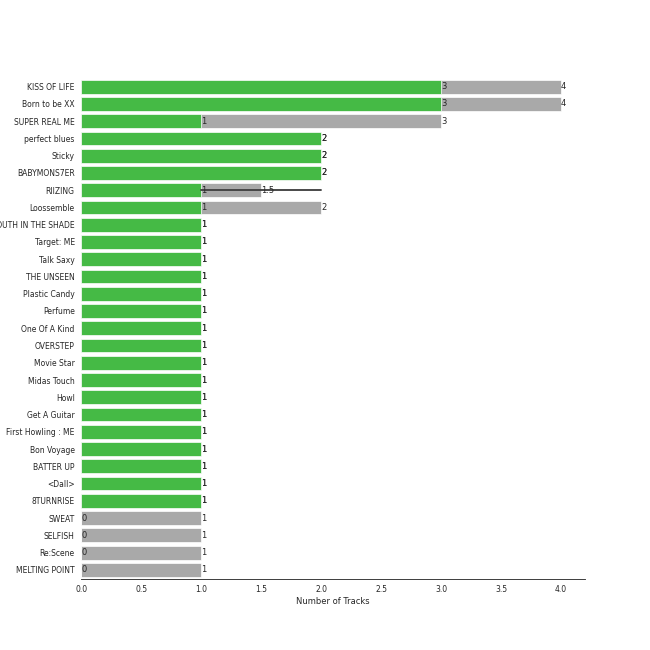 KISS OF LIFE 3 4
Born to be XX 3 4
SUPER REAL ME 1 3
perfect blues 2
Sticky 2
BABYMONS7ER 2
RIIZING 1 1.5
Loossemble 1 2
OUTH IN THE SHADE 1
Target: ME 1
Talk Saxy 1
THE UNSEEN 1
Plastic Candy 1
Perfume 1
One Of A Kind 1
OVERSTEP 1
Movie Star 1
Midas Touch 1
Howl 1
Get A Guitar 1
First Howling : ME 1
Bon Voyage 1
BATTER UP 1
<Dall> 1
8TURNRISE 1
SWEAT 0 1
SELFISH 0 1
Re:Scene 0 1
MELTING POINT 0 1
0.0 0.5 1.0 1.5 2.0 2.5 3.0 3.5 4.0
Number of Tracks